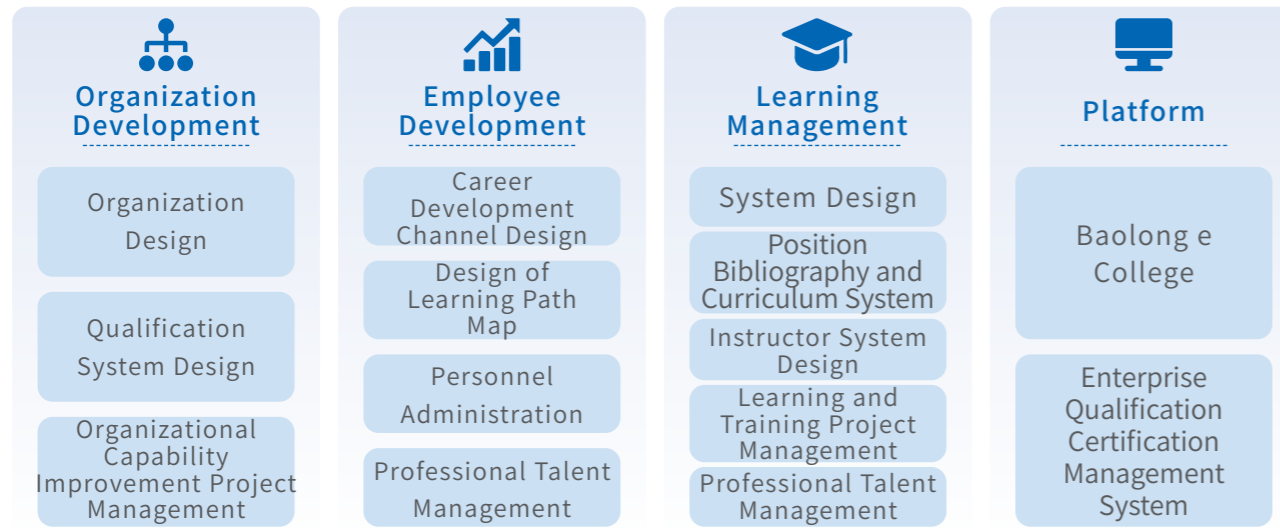 Organization
Development
Organization
Design
Qualification
System Design
Organizational
Capability
Improvement Project
Management
Employee
Development
Career
Development
Channel Design
Design of
Learning Path
Map
Personnel
Administration
Professional Talent
Management
Learning
Management
System Design
Position
Bibliography and
Curriculum System
Instructor System
Design
Learning and
Training Project
Management
Professional Talent
Management
Platform
Baolong e
College
Enterprise
Qualification
Certification
Management
System